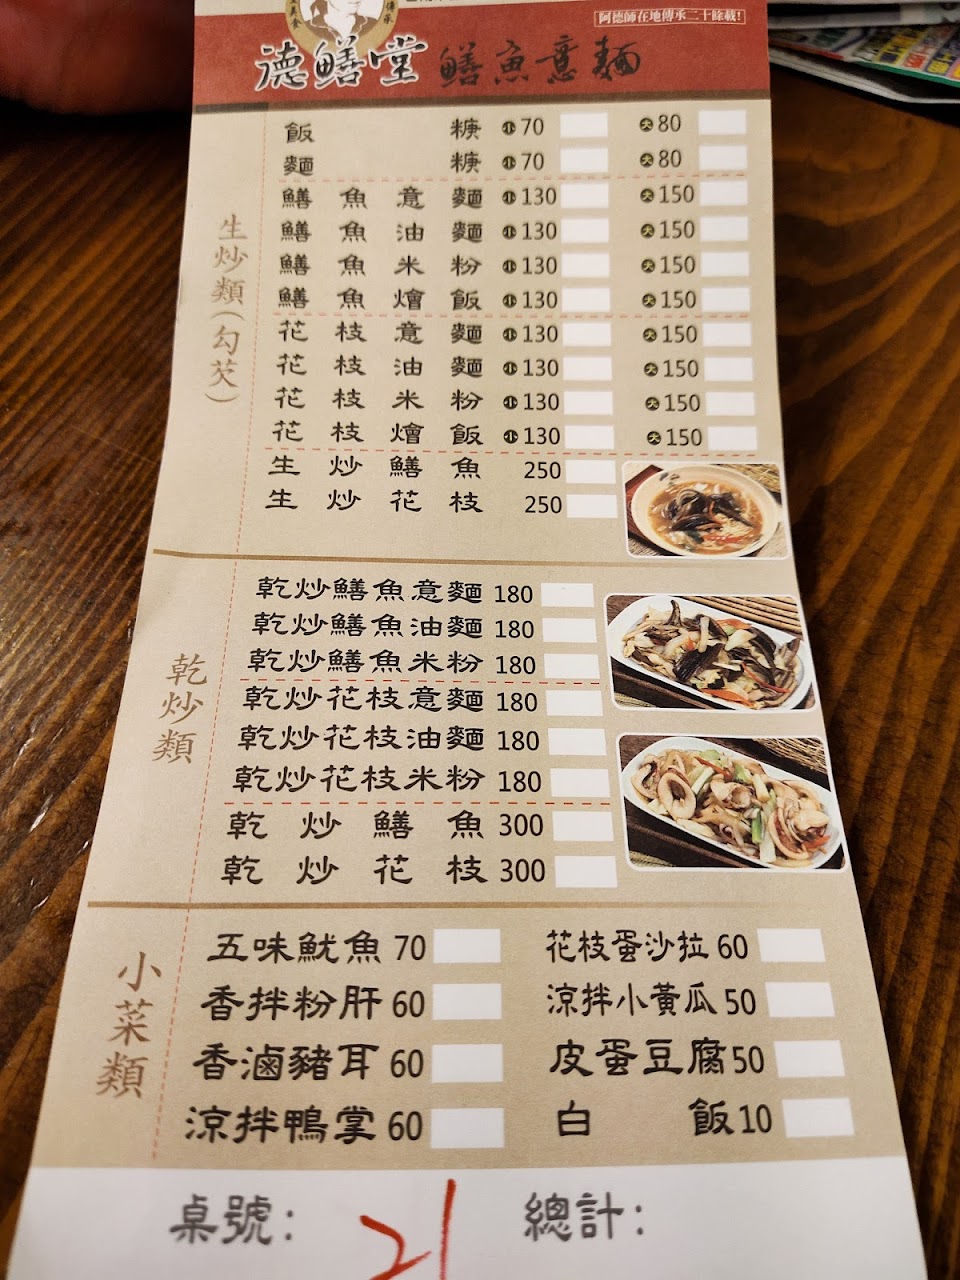 阿德師在地傳承二十餘載!
德鱔堂 鱔魚意麵
生炒類(勾芡)
飯糖 小70 大80
麵糖 小70 大80
鱔魚意麵 小130 大150
鱔魚油麵 小130 大150
鱔魚米粉 小130 大150
鱔魚燴飯 小130 大150
花枝意麵 小130 大150
花枝油麵 小130 大150
花枝米粉 小130 大150
花枝燴飯 小130 大150
生炒鱔魚 250
生炒花枝 250
乾炒類
乾炒鱔魚意麵 180
乾炒鱔魚油麵 180
乾炒鱔魚米粉 180
乾炒花枝意麵 180
乾炒花枝油麵 180
乾炒花枝米粉 180
乾炒鱔魚 300
乾炒花枝 300
小菜類
五味魷魚 70 花枝蛋沙拉 60
香拌粉肝 60 涼拌小黃瓜 50
香滷豬耳 60 皮蛋豆腐 50
涼拌鴨掌 60 白飯 10
桌號: 21 總計: